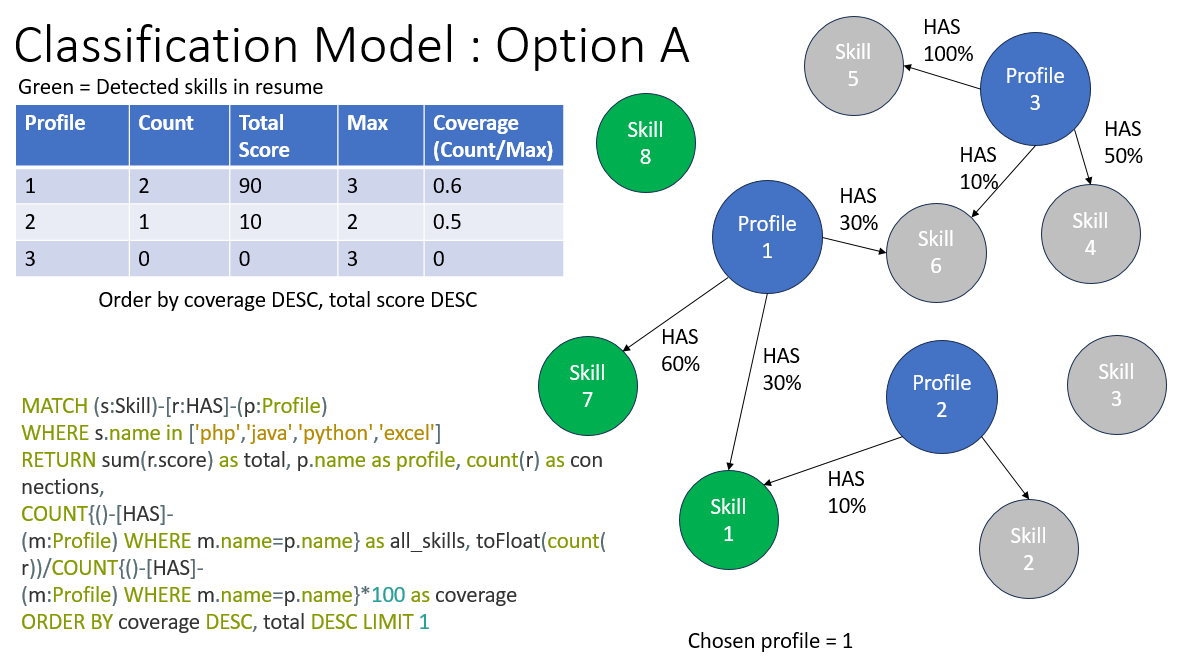 Classification Model : Option A
Green = Detected skills in resume
Profile Count Total Score Max Coverage (Count/Max)
1 2 90 3 0.6
2 1 10 2 0.5
3 0 0 3 0
Order by coverage DESC, total score DESC
MATCH (s:Skill)-[r:HAS]-(p:Profile)
WHERE s.name in ['php','java','python','excel']
RETURN sum(r.score) as total, p.name as profile, count(r) as con
nections,
COUNT{()-[HAS]-
(m:Profile) WHERE m.name=p.name} as all_skills, toFloat(count(
r))/COUNT{()-[HAS]-
(m:Profile) WHERE m.name=p.name}*100 as coverage
ORDER BY coverage DESC, total DESC LIMIT 1
Skill
5
HAS
100%
Profile
3
HAS
50%
HAS
10%
Skill
8
Profile
1
HAS
30%
Skill
6
Skill
4
HAS
60%
HAS
30%
Skill
7
Profile
2
Skill
3
HAS
10%
Skill
1
Skill
2
Chosen profile = 1